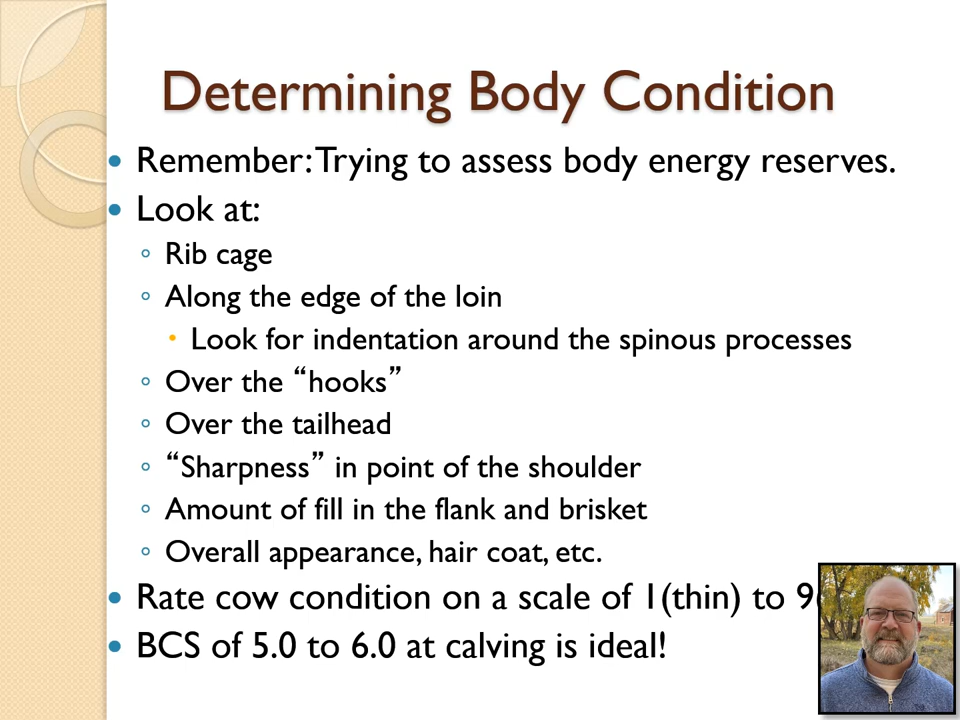 Determining Body Condition
• Remember: Trying to assess body energy reserves.
• Look at:
◦ Rib cage
◦ Along the edge of the loin
• Look for indentation around the spinous processes
◦ Over the “hooks”
◦ Over the tailhead
◦ “Sharpness” in point of the shoulder
◦ Amount of fill in the flank and brisket
◦ Overall appearance, hair coat, etc.
• Rate cow condition on a scale of 1(thin) to 9(
• BCS of 5.0 to 6.0 at calving is ideal!